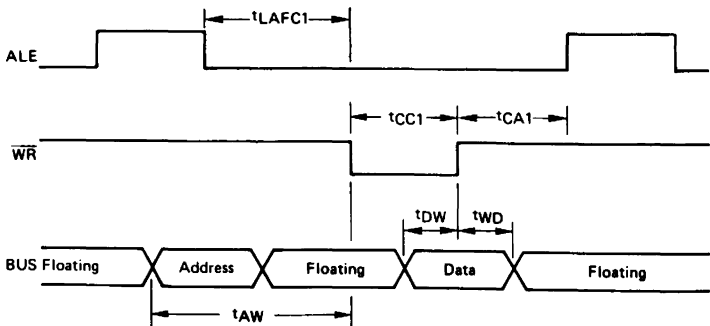 tLAFC1
ALE
tCC1 tCA1
WR
tDW tWD
BUS Floating Address Floating Data Floating
tAW